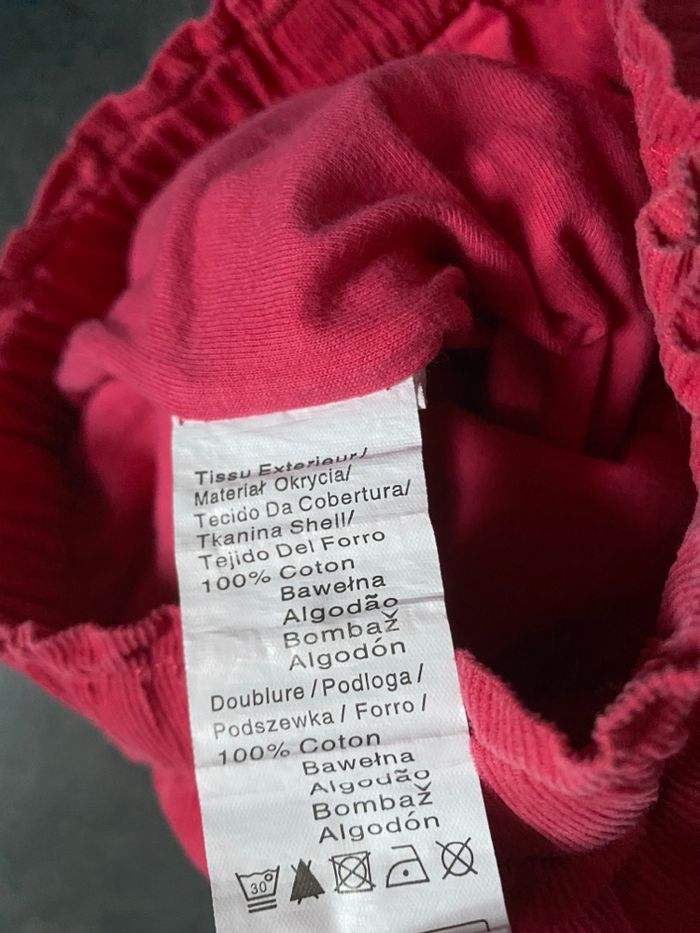 Tissu Exterieur/
Materiał Okrycia/
Tecido Da Cobertura/
Tkanina Shell/
Tejido Del Forro
100% Coton
Bawełna
Algodão
Bombaž
Algodón
Doublure/Podloga/
Podszewka/Forro/
100% Coton
Bawełna
Algodão
Bombaž
Algodón
30°